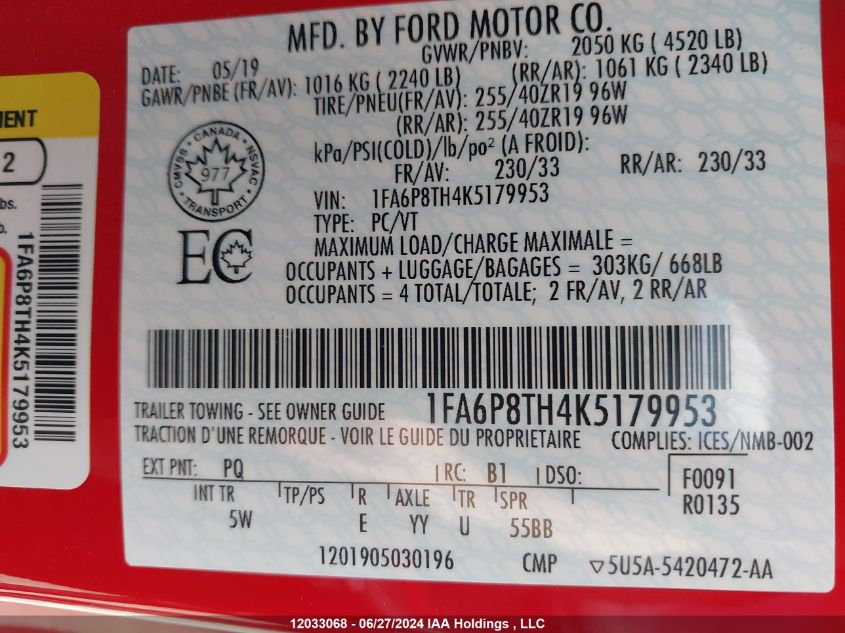 MFD. BY FORD MOTOR CO.
DATE: 05/19 GVWR/PNBV: 2050 KG ( 4520 LB)
GAWR/PNBE (FR/AV): 1016 KG ( 2240 LB) (RR/AR): 1061 KG ( 2340 LB)
TIRE/PNEU(FR/AV): 255/40ZR19 96W
(RR/AR): 255/40ZR19 96W
kPa/PSI(COLD)/lb/po² (A FROID):
FR/AV: 230/33 RR/AR: 230/33
VIN: 1FA6P8TH4K5179953
TYPE: PC/VT
MAXIMUM LOAD/CHARGE MAXIMALE =
OCCUPANTS + LUGGAGE/BAGAGES = 303KG/ 668LB
OCCUPANTS = 4 TOTAL/TOTALE; 2 FR/AV, 2 RR/AR
CANADA
CMVSS NSVAC
977
TRANSPORT
EC
1FA6P8TH4K5179953
TRAILER TOWING - SEE OWNER GUIDE
TRACTION D'UNE REMORQUE - VOIR LE GUIDE DU PROPRIETAIRE COMPLIES: ICES/NMB-002
EXT PNT: PQ RC: B1 DSO: F0091
R0135
INT TR TP/PS R AXLE TR SPR
5W E YY U 55BB
1201905030196 CMP 5U5A-5420472-AA
MENT
2
lbs.
b.
1FA6P8TH4K5179953
12033068 - 06/27/2024 IAA Holdings , LLC